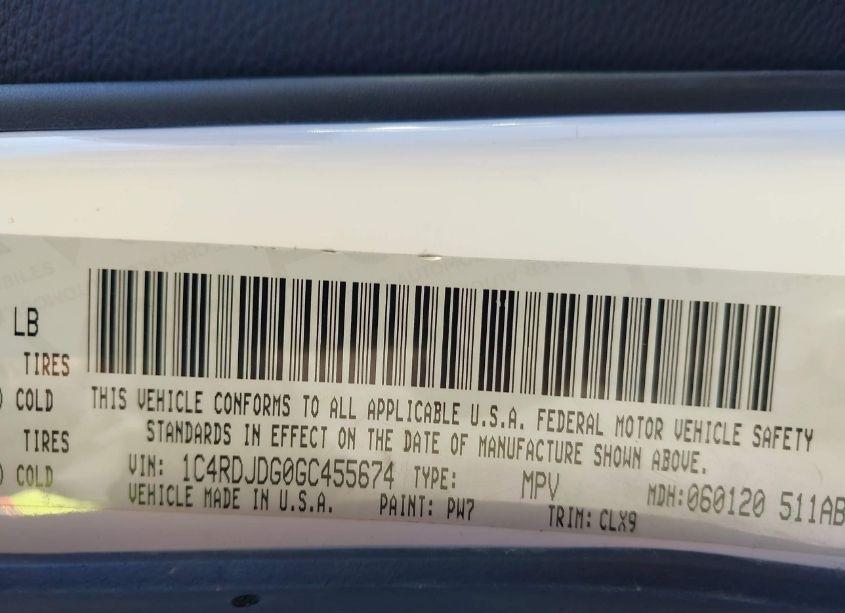 LB
TIRES
COLD
TIRES
COLD
THIS VEHICLE CONFORMS TO ALL APPLICABLE U.S.A. FEDERAL MOTOR VEHICLE SAFETY
STANDARDS IN EFFECT ON THE DATE OF MANUFACTURE SHOWN ABOVE.
VIN: 1C4RDJDG0GC455674 TYPE: MPV MDH:060120 511AB
VEHICLE MADE IN U.S.A. PAINT: PW7 TRIM: CLX9